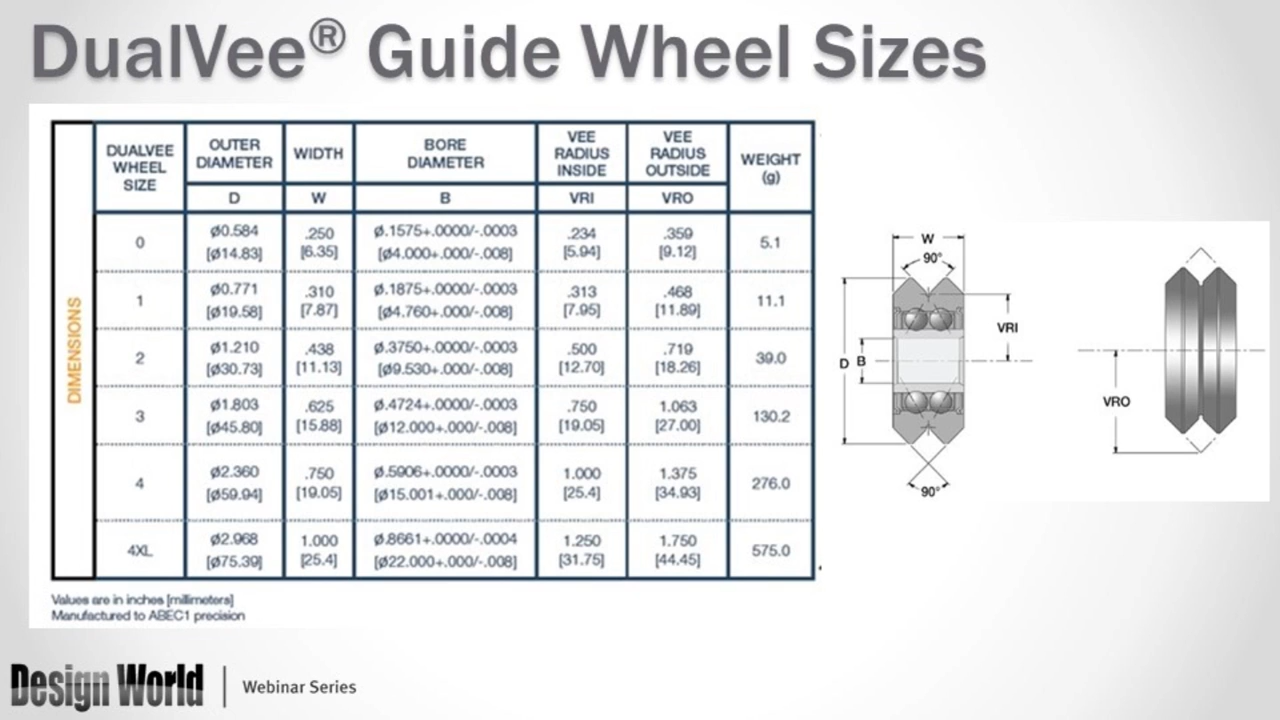 DualVee® Guide Wheel Sizes
DIMENSIONS
DUALVEE WHEEL SIZE
OUTER DIAMETER
WIDTH
BORE DIAMETER
VEE RADIUS INSIDE
VEE RADIUS OUTSIDE
WEIGHT (g)
D W B VRI VRO
0 Ø0.584 .250 Ø.1575+.0000/-.0003 .234 .359 5.1
[Ø14.83] [6.35] [Ø4.000+.000/-.008] [5.94] [9.12]
1 Ø0.771 .310 Ø.1875+.0000/-.0003 .313 .468 11.1
[Ø19.58] [7.87] [Ø4.760+.000/-.008] [7.95] [11.89]
2 Ø1.210 .438 Ø.3750+.0000/-.0003 .500 .719 39.0
[Ø30.73] [11.13] [Ø9.530+.000/-.008] [12.70] [18.26]
3 Ø1.803 .625 Ø.4724+.0000/-.0003 .750 1.063 130.2
[Ø45.80] [15.88] [Ø12.000+.000/-.008] [19.05] [27.00]
4 Ø2.360 .750 Ø.5906+.0000/-.0003 1.000 1.375 276.0
[Ø59.94] [19.05] [Ø15.001+.000/-.008] [25.4] [34.93]
4XL Ø2.968 1.000 Ø.8661+.0000/-.0004 1.250 1.750 575.0
[Ø75.39] [25.4] [Ø22.000+.000/-.008] [31.75] [44.45]
Values are in inches [millimeters]
Manufactured to ABEC1 precision
W
90°
VRI
D B
90°
VRO
Design World
Webinar Series